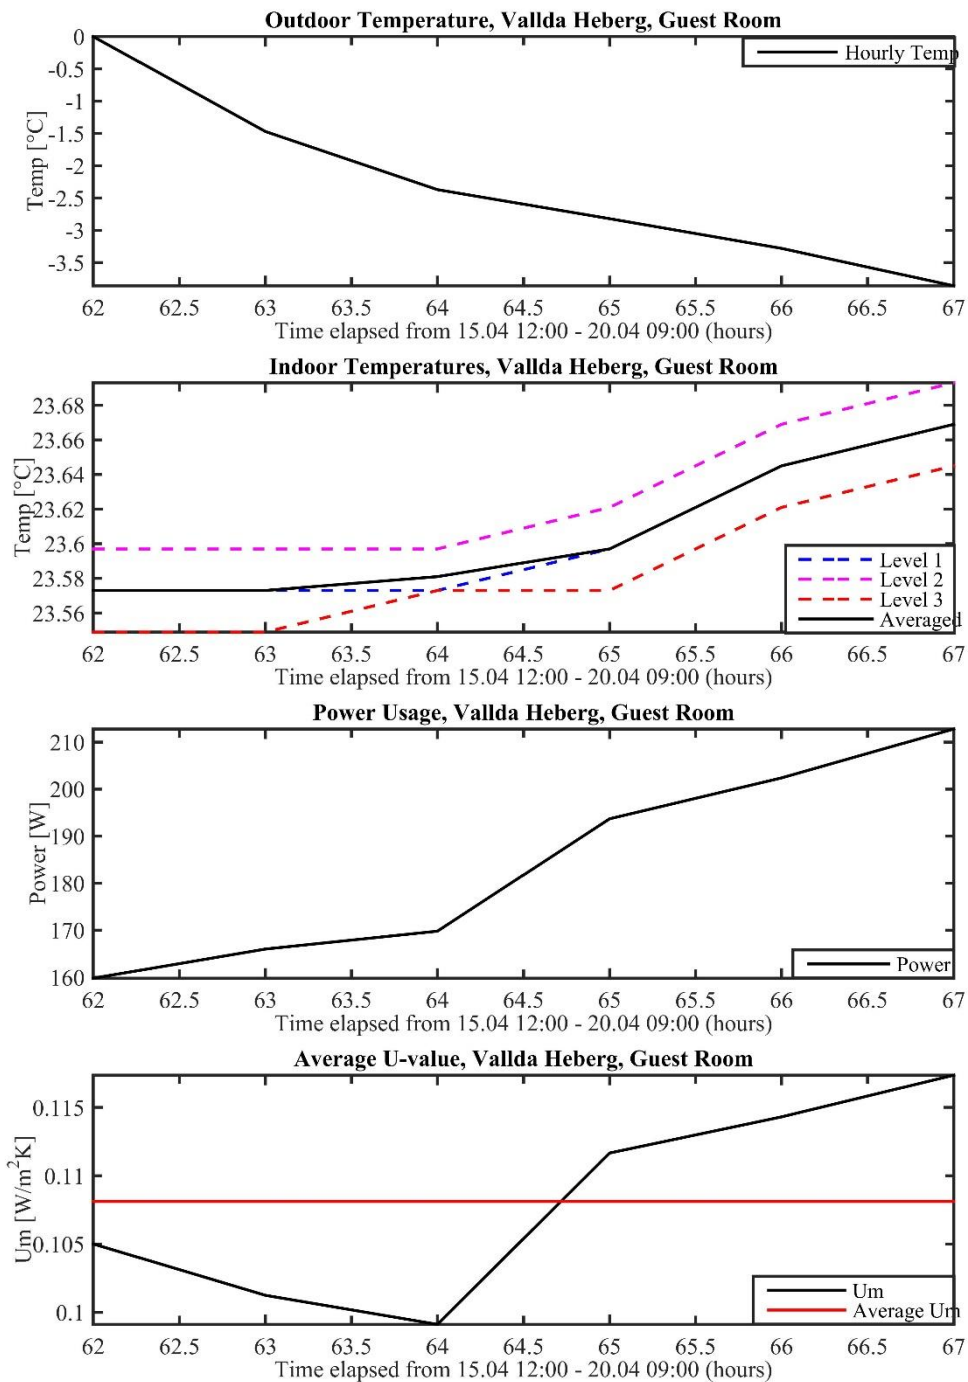 Outdoor Temperature, Vallda Heberg, Guest Room
Hourly Temp
Temp [°C]
0
-0.5
-1
-1.5
-2
-2.5
-3
-3.5
62 62.5 63 63.5 64 64.5 65 65.5 66 66.5 67
Time elapsed from 15.04 12:00 - 20.04 09:00 (hours)
Indoor Temperatures, Vallda Heberg, Guest Room
Temp [°C]
23.68
23.66
23.64
23.62
23.6
23.58
23.56
Level 1
Level 2
Level 3
Averaged
62 62.5 63 63.5 64 64.5 65 65.5 66 66.5 67
Time elapsed from 15.04 12:00 - 20.04 09:00 (hours)
Power Usage, Vallda Heberg, Guest Room
Power [W]
210
200
190
180
170
160
Power
62 62.5 63 63.5 64 64.5 65 65.5 66 66.5 67
Time elapsed from 15.04 12:00 - 20.04 09:00 (hours)
Average U-value, Vallda Heberg, Guest Room
Um [W/m²K]
0.115
0.11
0.105
0.1
Um
Average Um
62 62.5 63 63.5 64 64.5 65 65.5 66 66.5 67
Time elapsed from 15.04 12:00 - 20.04 09:00 (hours)